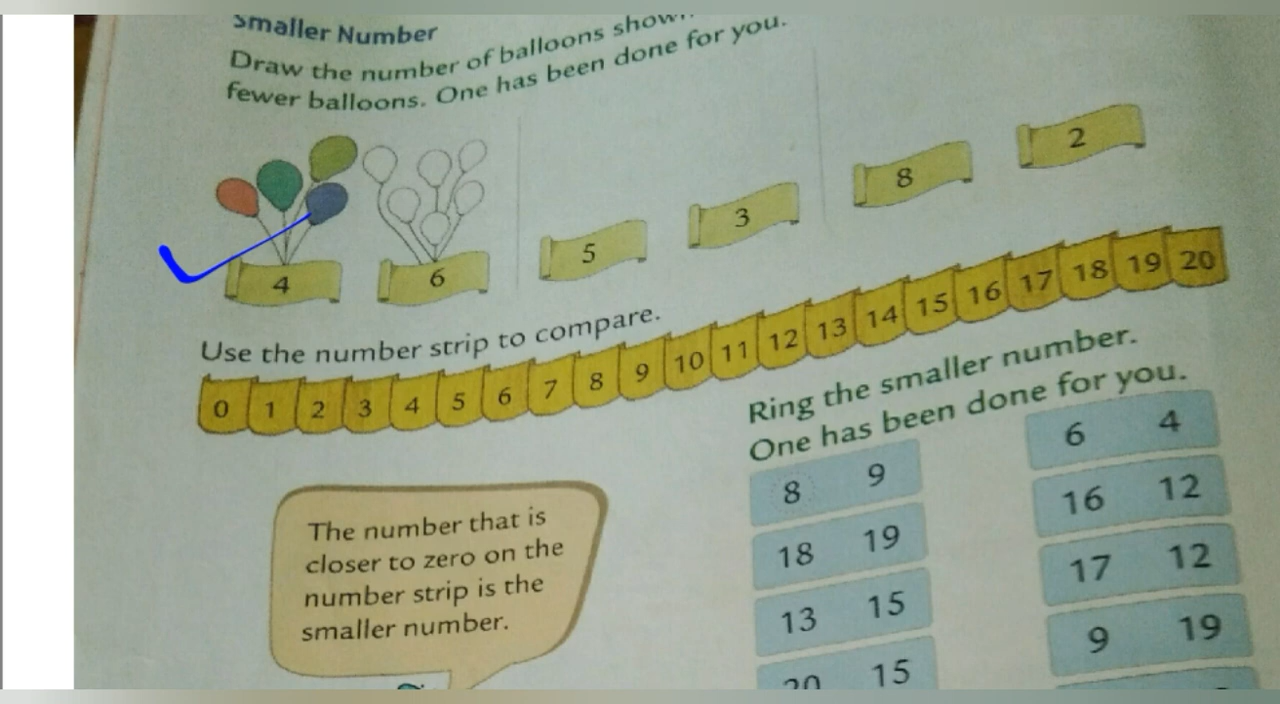 Smaller Number
Draw the number of balloons
fewer balloons. One has been done for you.
4 6 5 3 8 2
Use the number strip to compare.
0 1 2 3 4 5 6 7 8 9 10 11 12 13 14 15 16 17 18 19 20
The number that is
closer to zero on the
number strip is the
smaller number.
Ring the smaller number.
One has been done for you.
8 9
18 19
13 15
20 15
6 4
16 12
17 12
9 19